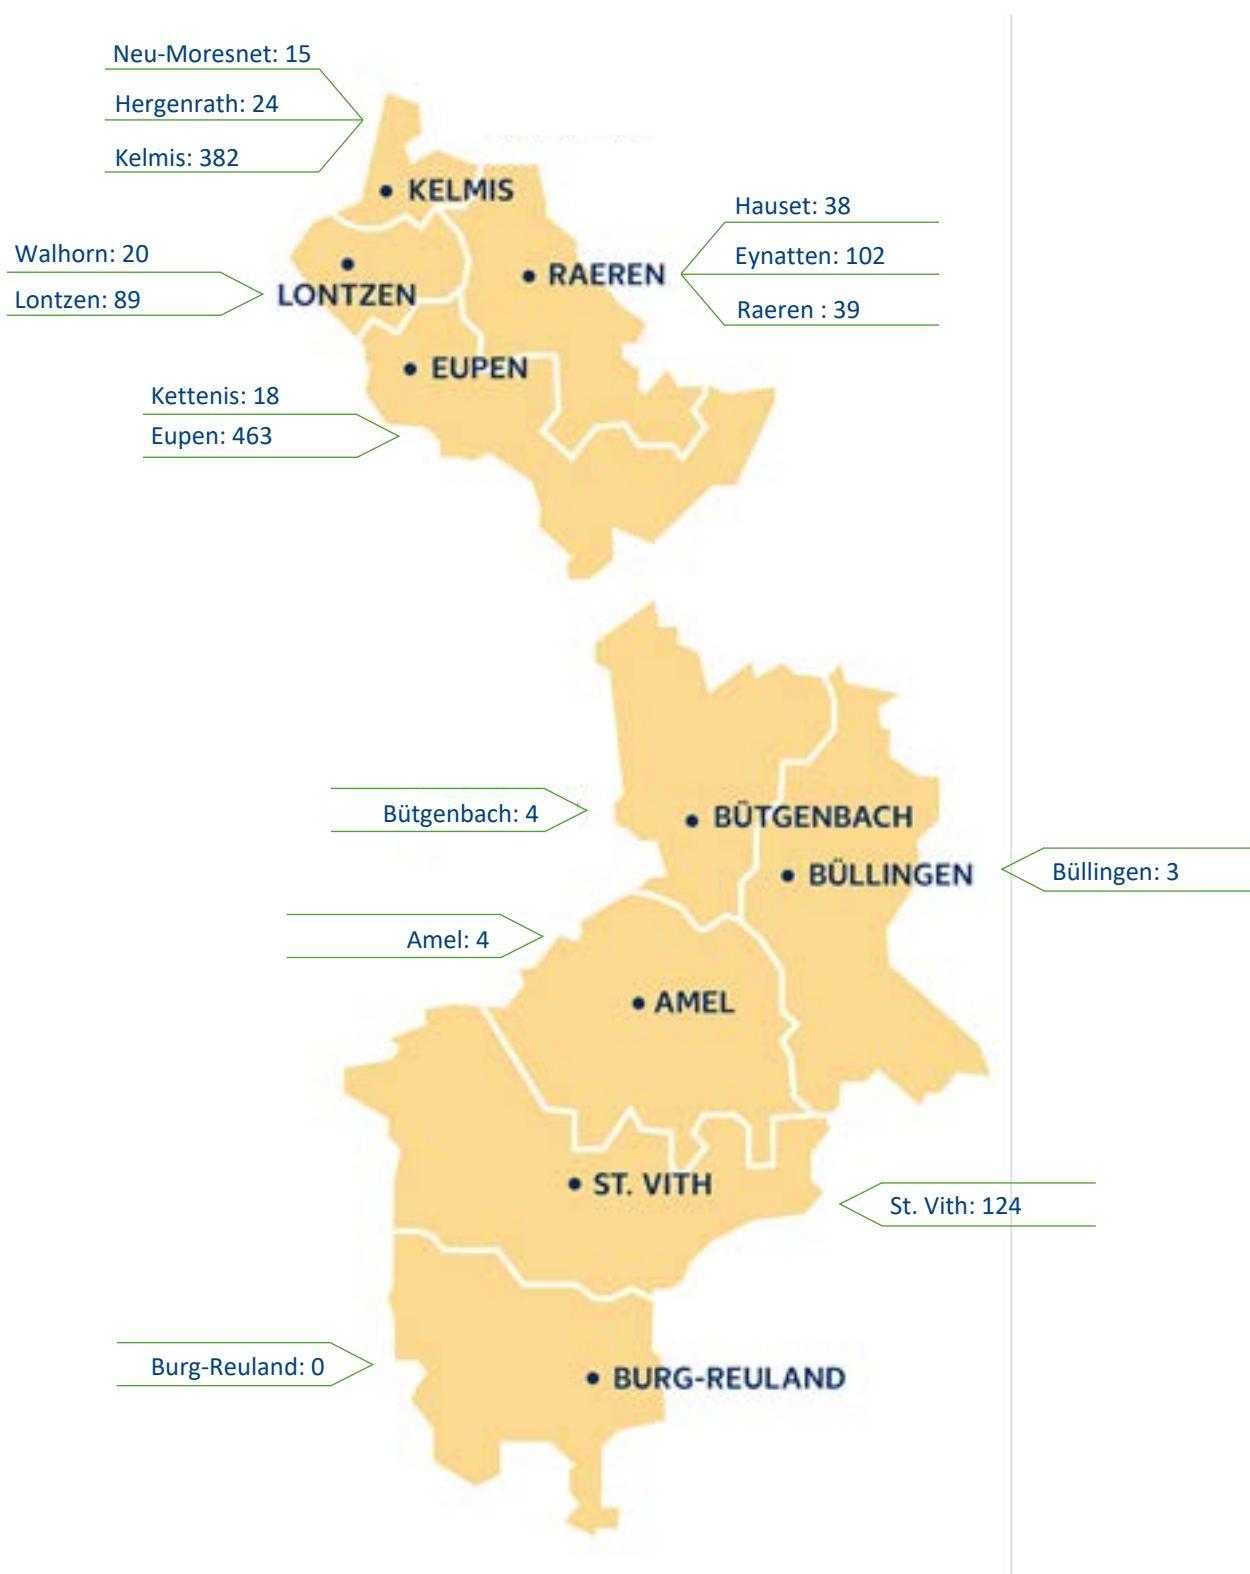 Neu-Moresnet: 15
Hergenrath: 24
Kelmis: 382
KELMIS
Hauset: 38
Eynatten: 102
Raeren : 39
RAEREN
Walhorn: 20
Lontzen: 89
LONTZEN
EUPEN
Kettenis: 18
Eupen: 463
Bütgenbach: 4
BÜTGENBACH
BÜLLINGEN
Büllingen: 3
Amel: 4
AMEL
ST. VITH
St. Vith: 124
Burg-Reuland: 0
BURG-REULAND